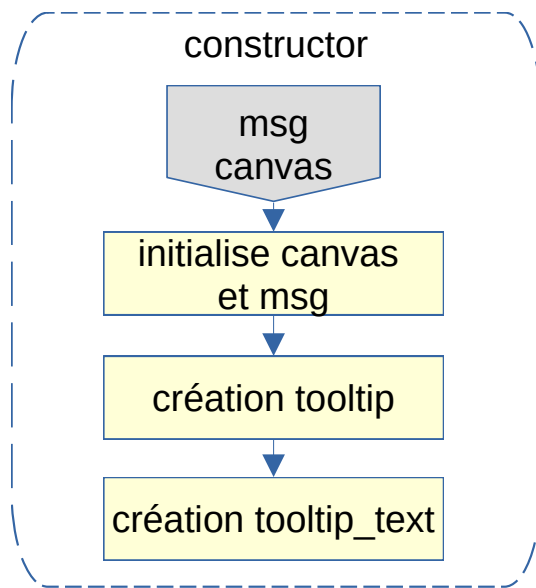 constructor
msg
canvas
initialise canvas
et msg
création tooltip
création tooltip_text